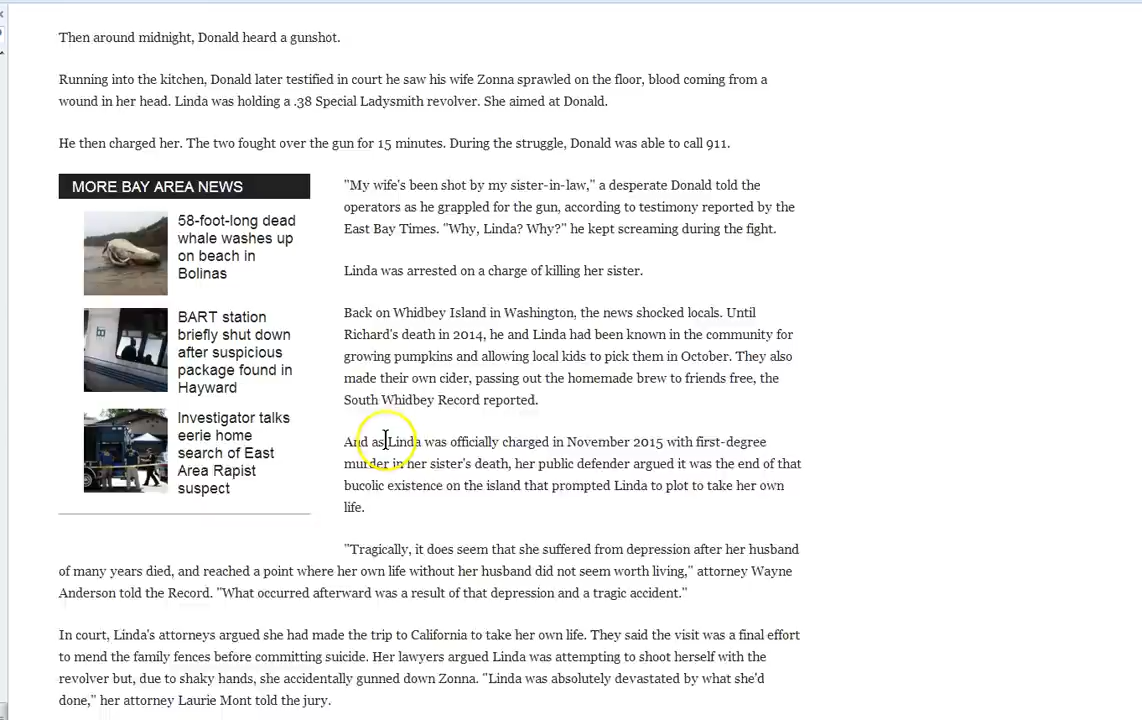 Then around midnight, Donald heard a gunshot.
Running into the kitchen, Donald later testified in court he saw his wife Zonna sprawled on the floor, blood coming from a
wound in her head. Linda was holding a .38 Special Ladysmith revolver. She aimed at Donald.
He then charged her. The two fought over the gun for 15 minutes. During the struggle, Donald was able to call 911.
MORE BAY AREA NEWS
58-foot-long dead
whale washes up
on beach in
Bolinas
BART station
briefly shut down
after suspicious
package found in
Hayward
Investigator talks
eerie home
search of East
Area Rapist
suspect
"My wife's been shot by my sister-in-law," a desperate Donald told the
operators as he grappled for the gun, according to testimony reported by the
East Bay Times. "Why, Linda? Why?" he kept screaming during the fight.
Linda was arrested on a charge of killing her sister.
Back on Whidbey Island in Washington, the news shocked locals. Until
Richard's death in 2014, he and Linda had been known in the community for
growing pumpkins and allowing local kids to pick them in October. They also
made their own cider, passing out the homemade brew to friends free, the
South Whidbey Record reported.
And as Linda was officially charged in November 2015 with first-degree
murder in her sister's death, her public defender argued it was the end of that
bucolic existence on the island that prompted Linda to plot to take her own
life.
"Tragically, it does seem that she suffered from depression after her husband
of many years died, and reached a point where her own life without her husband did not seem worth living," attorney Wayne
Anderson told the Record. "What occurred afterward was a result of that depression and a tragic accident."
In court, Linda's attorneys argued she had made the trip to California to take her own life. They said the visit was a final effort
to mend the family fences before committing suicide. Her lawyers argued Linda was attempting to shoot herself with the
revolver but, due to shaky hands, she accidentally gunned down Zonna. "Linda was absolutely devastated by what she'd
done," her attorney Laurie Mont told the jury.